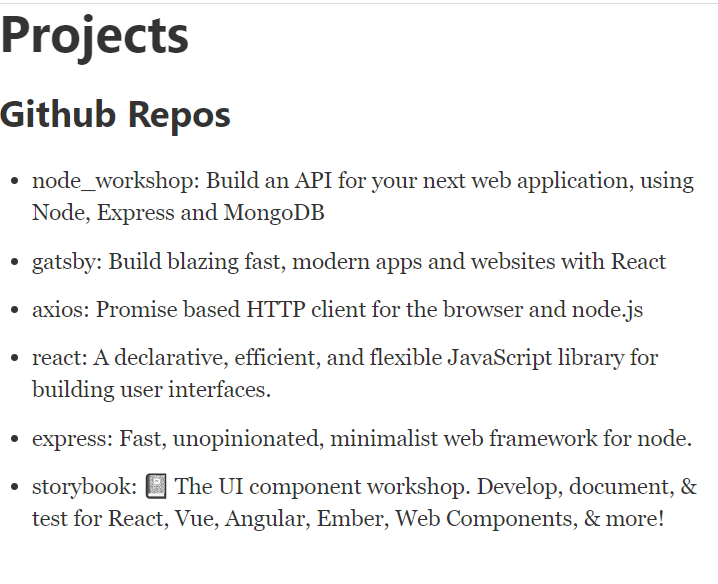 Projects
Github Repos
• node_workshop: Build an API for your next web application, using
Node, Express and MongoDB
• gatsby: Build blazing fast, modern apps and websites with React
• axios: Promise based HTTP client for the browser and node.js
• react: A declarative, efficient, and flexible JavaScript library for
building user interfaces.
• express: Fast, unopinionated, minimalist web framework for node.
• storybook: 📓 The UI component workshop. Develop, document, &
test for React, Vue, Angular, Ember, Web Components, & more!